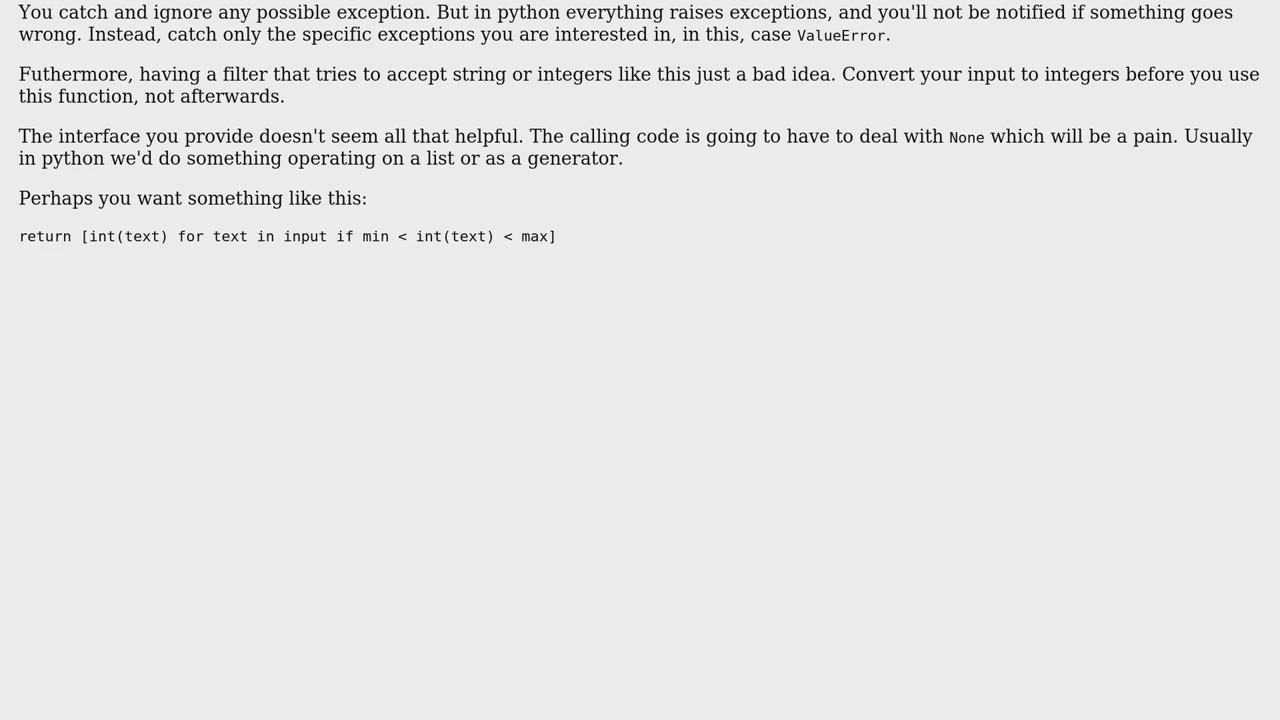 You catch and ignore any possible exception. But in python everything raises exceptions, and you'll not be notified if something goes
wrong. Instead, catch only the specific exceptions you are interested in, in this, case ValueError.
Futhermore, having a filter that tries to accept string or integers like this just a bad idea. Convert your input to integers before you use
this function, not afterwards.
The interface you provide doesn't seem all that helpful. The calling code is going to have to deal with None which will be a pain. Usually
in python we'd do something operating on a list or as a generator.
Perhaps you want something like this:
return [int(text) for text in input if min < int(text) < max]